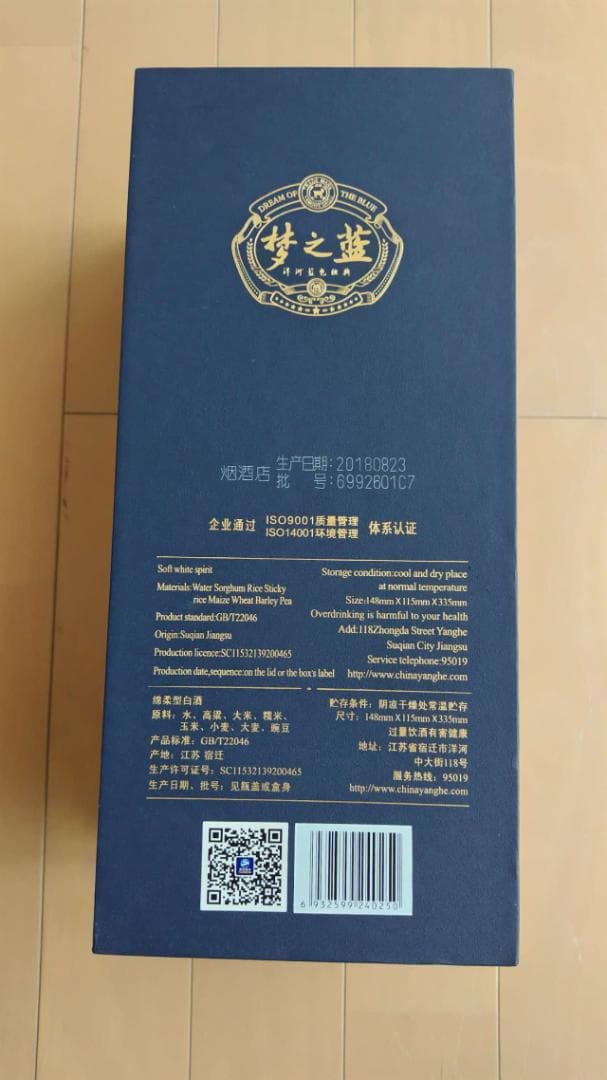 DREAM OF THE BLUE
梦之蓝
洋河蓝色经典
烟酒店
生产日期:20180823
批 号:6992601C7
企业通过
ISO9001质量管理
ISO14001环境管理
体系认证
Soft white spirit
Materials:Water Sorghum Rice Sticky
rice Maize Wheat Barley Pea
Product standard:GB/T22046
Origin:Suqian Jiangsu
Production licence:SC11532139200465
Production date,sequence:on the lid or the box's label
Storage condition:cool and dry place
at normal temperature
Size:148mm X 115mm X 335mm
Overdrinking is harmful to your health
Add:118Zhongda Street Yanghe
Suqian City Jiangsu
Service telephone:95019
http://www.chinayanghe.com
绵柔型白酒
原料：水、高粱、大米、糯米、
玉米、小麦、大麦、豌豆
产品标准：GB/T22046
产地：江苏 宿迁
生产许可证号：SC11532139200465
生产日期、批号：见瓶盖或盒身
贮存条件：阴凉干燥处常温贮存
尺寸：148mm X 115mm X 335mm
过量饮酒有害健康
地址：江苏省宿迁市洋河
中大街118号
服务热线：95019
http://www.chinayanghe.com
6 932599 240250